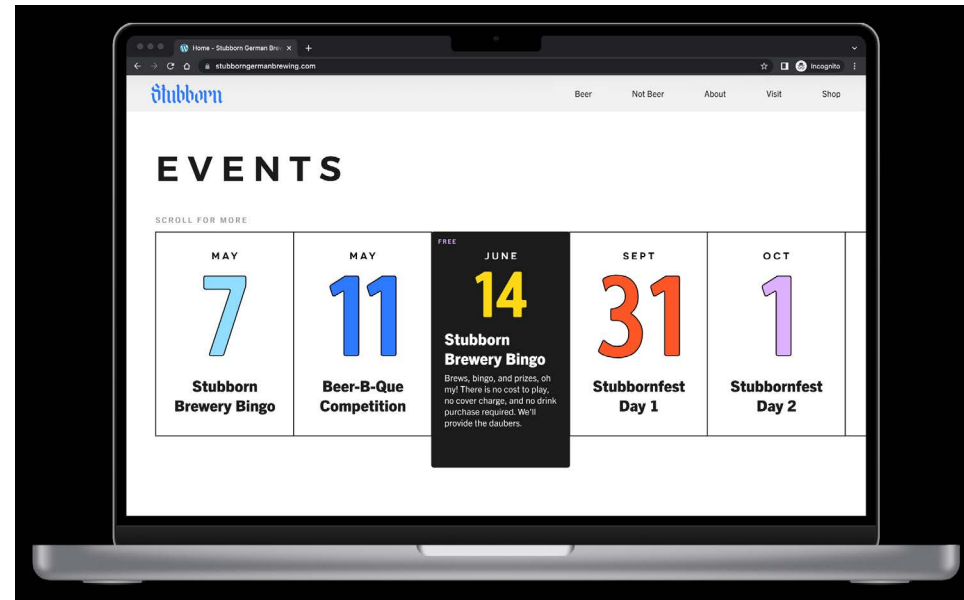 Home - Stubborn German Brew
stubborngermanbrewing.com
Incognito
Stubborn
Beer
Not Beer
About
Visit
Shop
EVENTS
SCROLL FOR MORE
MAY
7
Stubborn
Brewery Bingo
MAY
11
Beer-B-Que
Competition
FREE
JUNE
14
Stubborn
Brewery Bingo
Brews, bingo, and prizes, oh
my! There is no cost to play,
no cover charge, and no drink
purchase required. We'll
provide the daubers.
SEPT
31
Stubbornfest
Day 1
OCT
1
Stubbornfest
Day 2